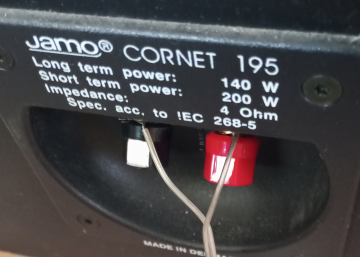 Jamo® CORNET 195
Long term power: 140 W
Short term power: 200 W
Impedance: 4 Ohm
Spec. acc. to IEC 268-5
MADE IN